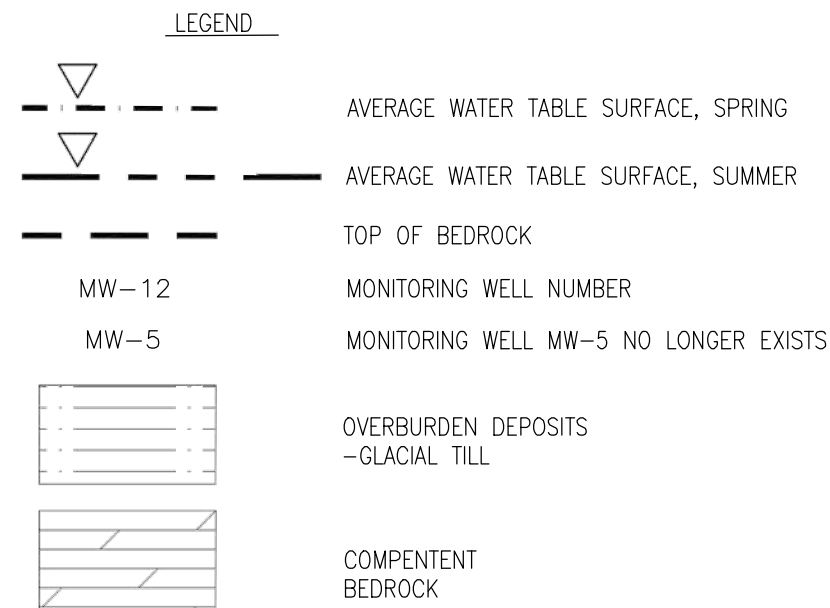 LEGEND
AVERAGE WATER TABLE SURFACE, SPRING
AVERAGE WATER TABLE SURFACE, SUMMER
TOP OF BEDROCK
MW-12 MONITORING WELL NUMBER
MW-5 MONITORING WELL MW-5 NO LONGER EXISTS
OVERBURDEN DEPOSITS
-GLACIAL TILL
COMPENTENT
BEDROCK